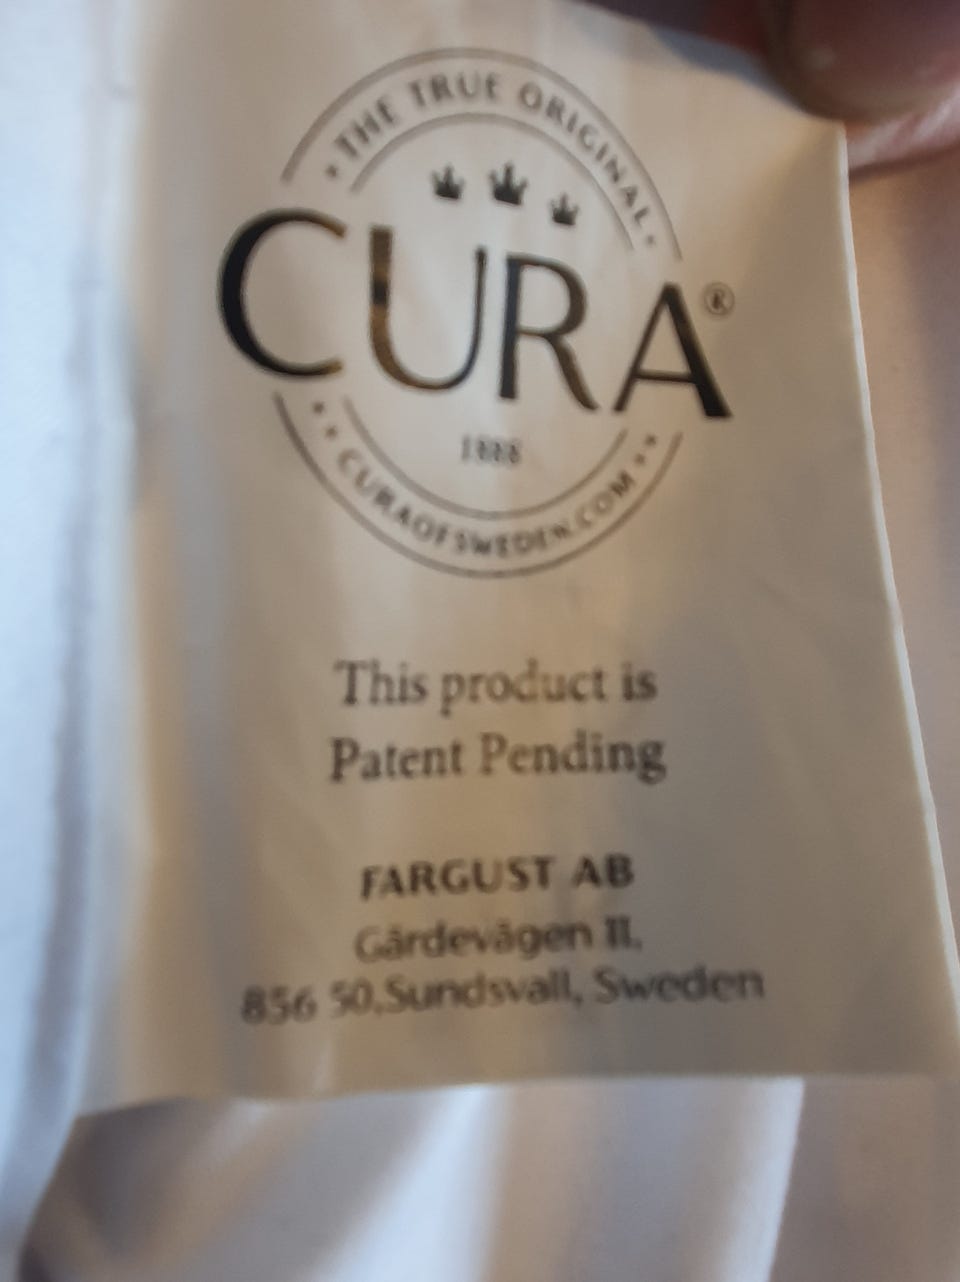 • THE TRUE ORIGINAL •
CURA®
1888
CURAOFSWEDEN.COM
This product is
Patent Pending
FARGUST AB
Gärdevägen 11,
856 50, Sundsvall, Sweden